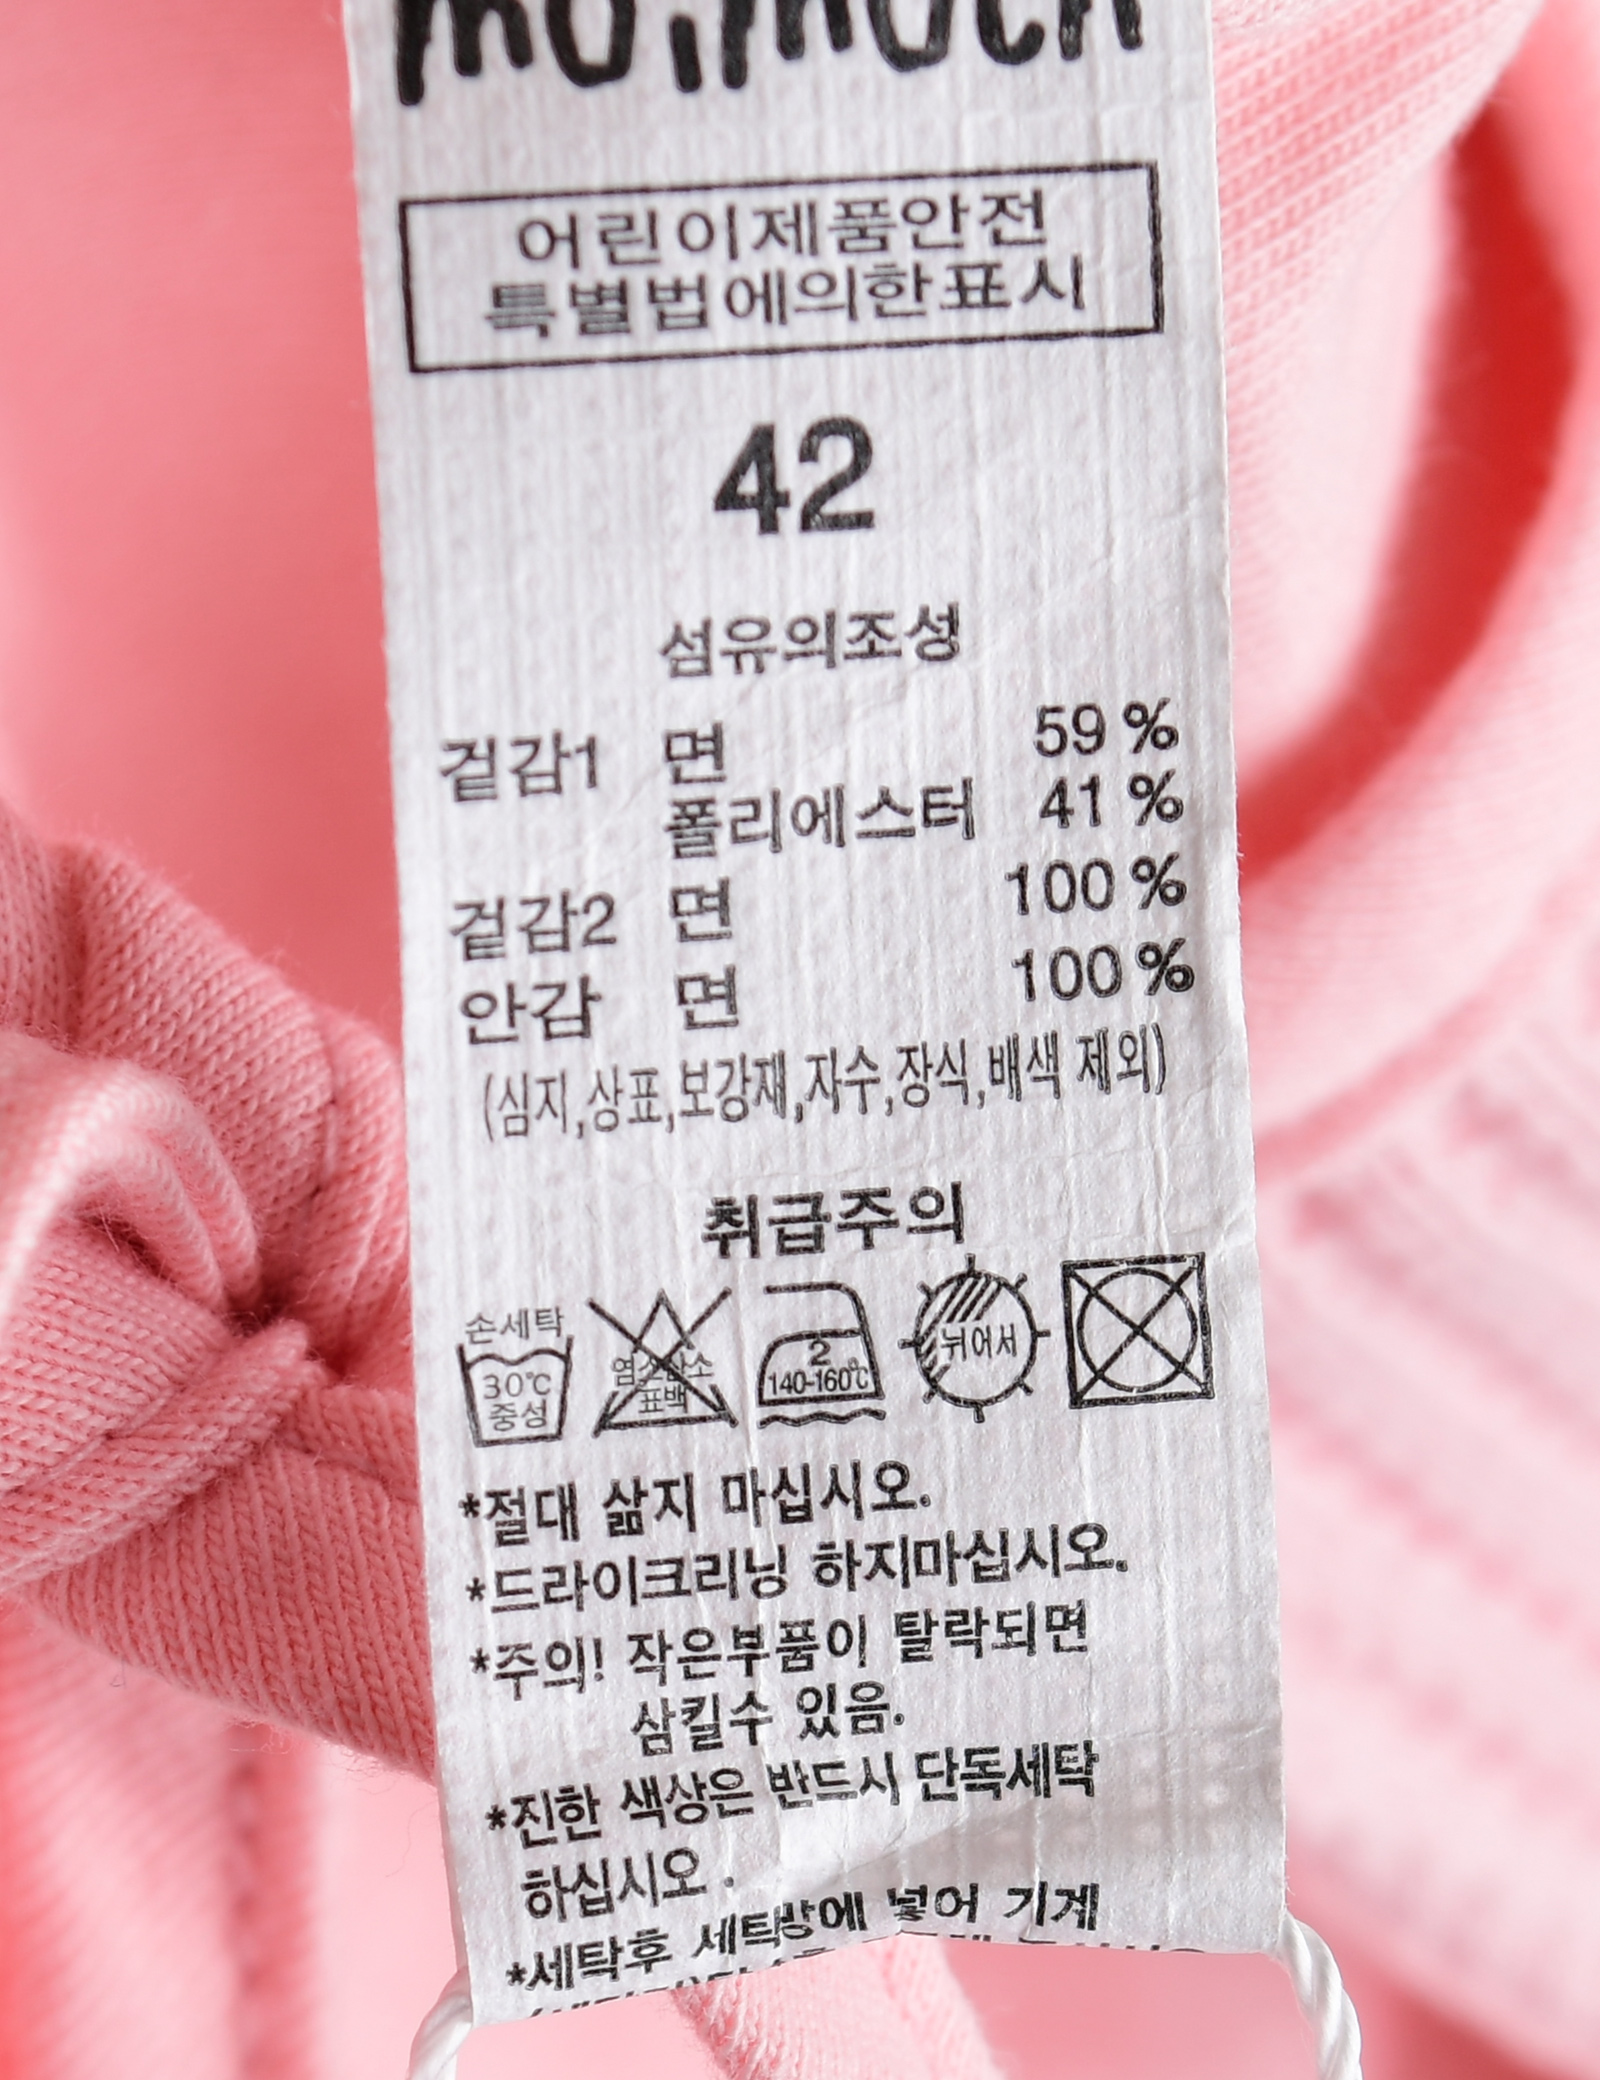 moimoln
어린이제품안전
특별법에의한표시
42
섬유의조성
겉감1 면 59 %
폴리에스터 41 %
겉감2 면 100 %
안감 면 100 %
(심지,상표,보강재,자수,장식,배색 제외)
취급주의
손세탁
30℃
중성
염소산소
표백
2
140-160℃
뉘어서
*절대 삶지 마십시오.
*드라이크리닝 하지마십시오.
*주의! 작은부품이 탈락되면
삼킬수 있음.
*진한 색상은 반드시 단독세탁
하십시오.
*세탁후 세탁망에 넣어 기계